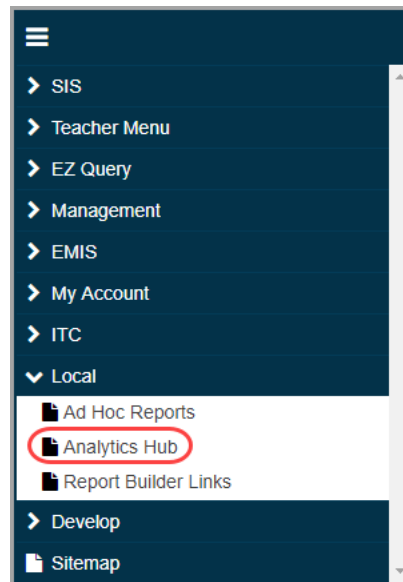 SIS
Teacher Menu
EZ Query
Management
EMIS
My Account
ITC
Local
Ad Hoc Reports
Analytics Hub
Report Builder Links
Develop
Sitemap